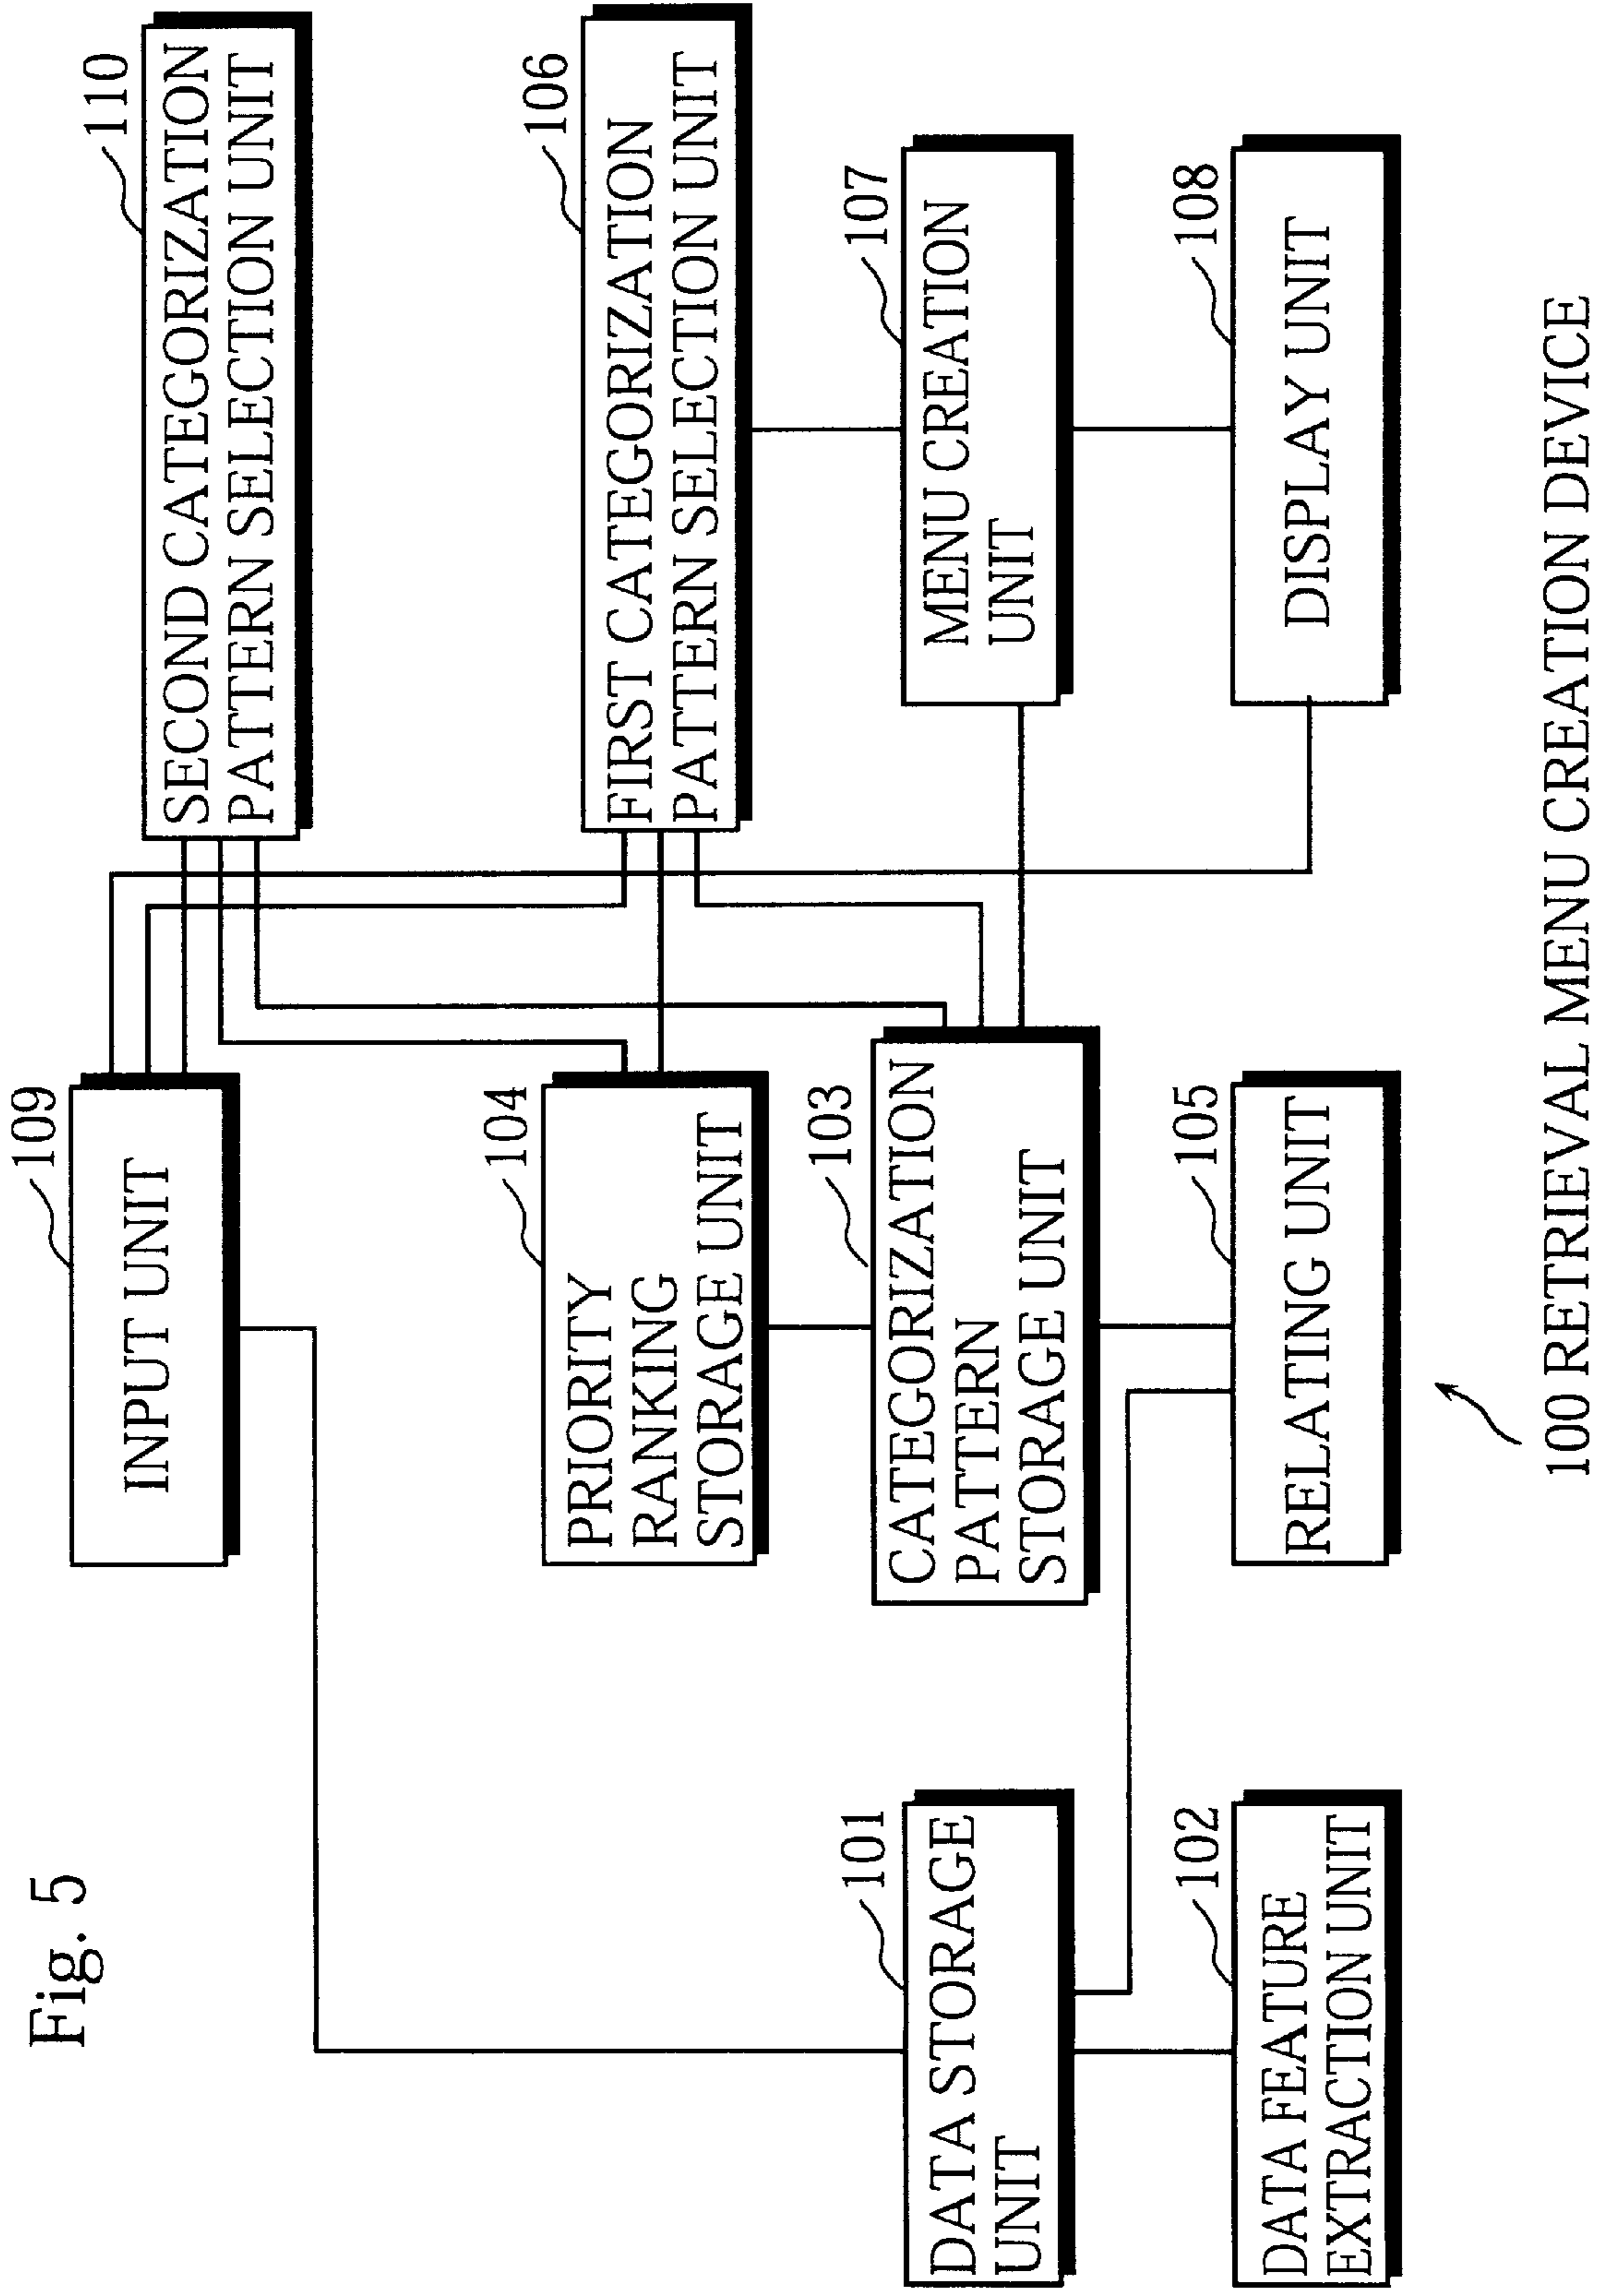 Fig. 5
109
INPUT UNIT
110
SECOND CATEGORIZATION
PATTERN SELECTION UNIT
104
PRIORITY
RANKING
STORAGE UNIT
106
FIRST CATEGORIZATION
PATTERN SELECTION UNIT
101
DATA STORAGE
UNIT
103
CATEGORIZATION
PATTERN
STORAGE UNIT
107
MENU CREATION
UNIT
102
DATA FEATURE
EXTRACTION UNIT
105
RELATING UNIT
108
DISPLAY UNIT
100 RETRIEVAL MENU CREATION DEVICE